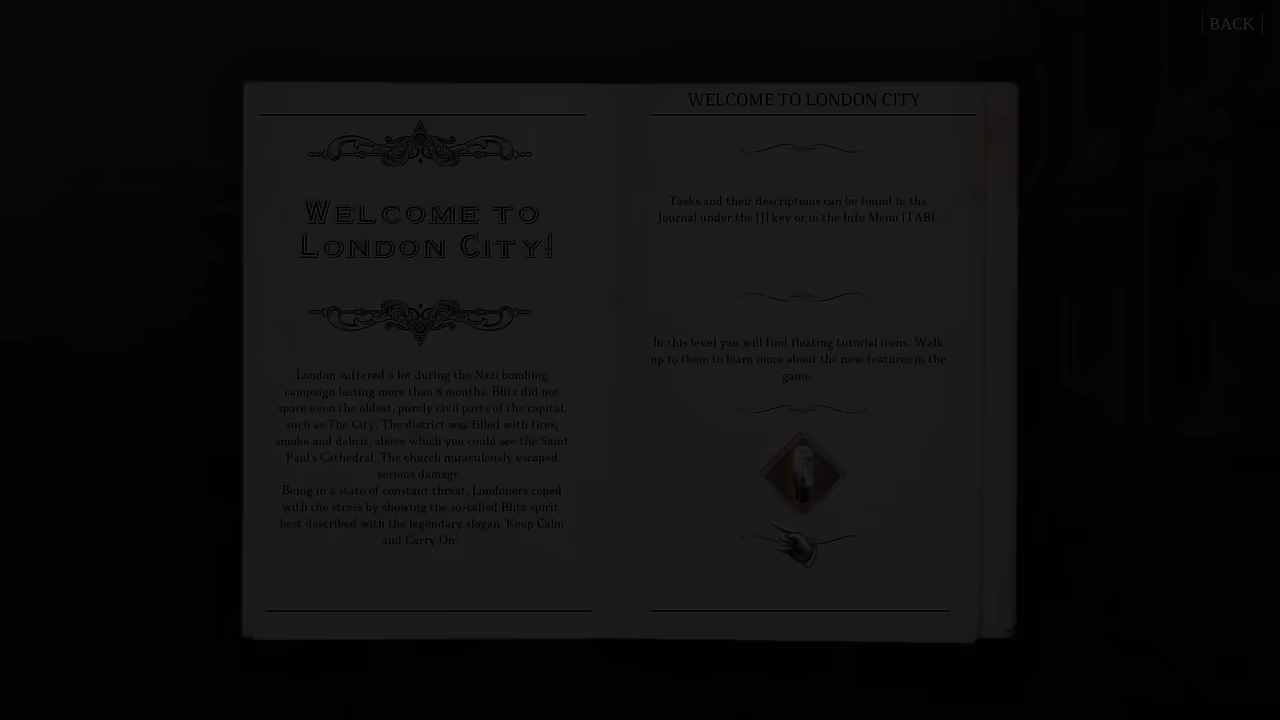 BACK
WELCOME TO
LONDON CITY!
London suffered a lot during the Nazi bombing
campaign lasting more than 8 months. Blitz did not
spare even the oldest, purely civil parts of the capital,
such as The City. The district was filled with fires,
smoke and debris, above which you could see the Saint
Paul's Cathedral. The church miraculously escaped
serious damage.
Being in a state of constant threat, Londoners coped
with the stress by showing the so-called Blitz spirit,
best described with the legendary slogan 'Keep Calm
and Carry On'
WELCOME TO LONDON CITY
Tasks and their descriptions can be found in the
Journal under the [J] key or in the Info Menu [TAB]
In this level you will find floating tutorial icons. Walk
up to them to learn more about the new features in the
game.